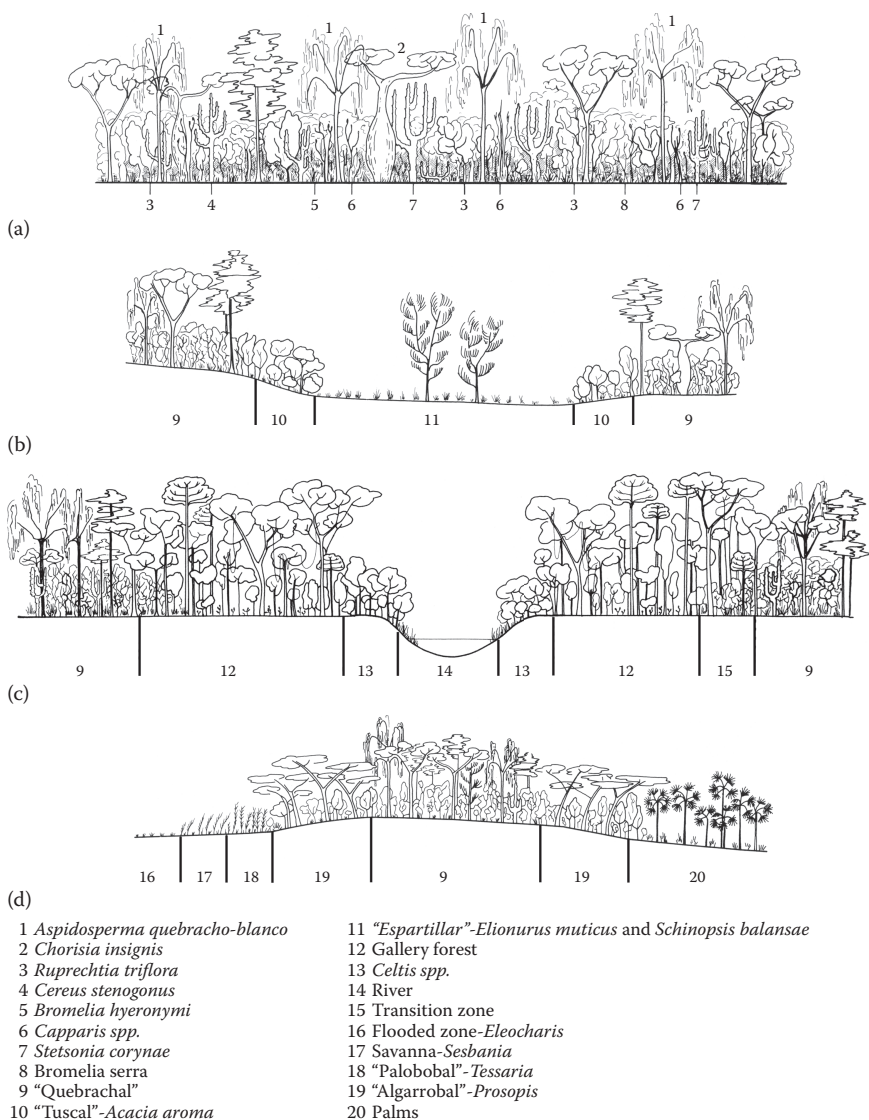 1 1 2 1 1
3 4 5 6 7 3 6 3 8 6 7
(a)
9 10 11 10 9
(b)
9 12 13 14 13 12 15 9
(c)
16 17 18 19 9 19 20
(d)
1 Aspidosperma quebracho-blanco
2 Chorisia insignis
3 Ruprechtia triflora
4 Cereus stenogonus
5 Bromelia hyeronymi
6 Capparis spp.
7 Stetsonia corynae
8 Bromelia serra
9 “Quebrachal”
10 “Tuscal”-Acacia aroma
11 “Espartillar”-Elionurus muticus and Schinopsis balansae
12 Gallery forest
13 Celtis spp.
14 River
15 Transition zone
16 Flooded zone-Eleocharis
17 Savanna-Sesbania
18 “Palobobal”-Tessaria
19 “Algarrobal”-Prosopis
20 Palms